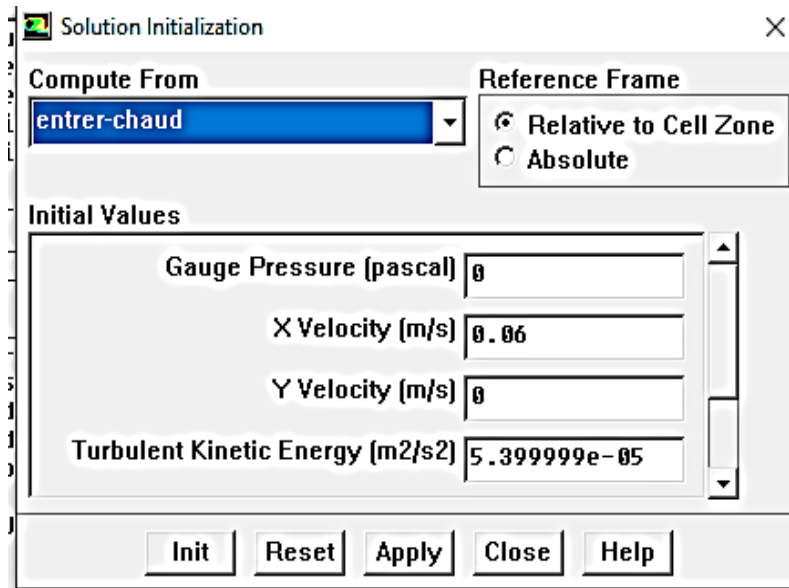 Solution Initialization
Compute From
entrer-chaud
Reference Frame
Relative to Cell Zone
Absolute
Initial Values
Gauge Pressure (pascal) 0
X Velocity (m/s) 0.06
Y Velocity (m/s) 0
Turbulent Kinetic Energy (m2/s2) 5.399999e-05
Init Reset Apply Close Help